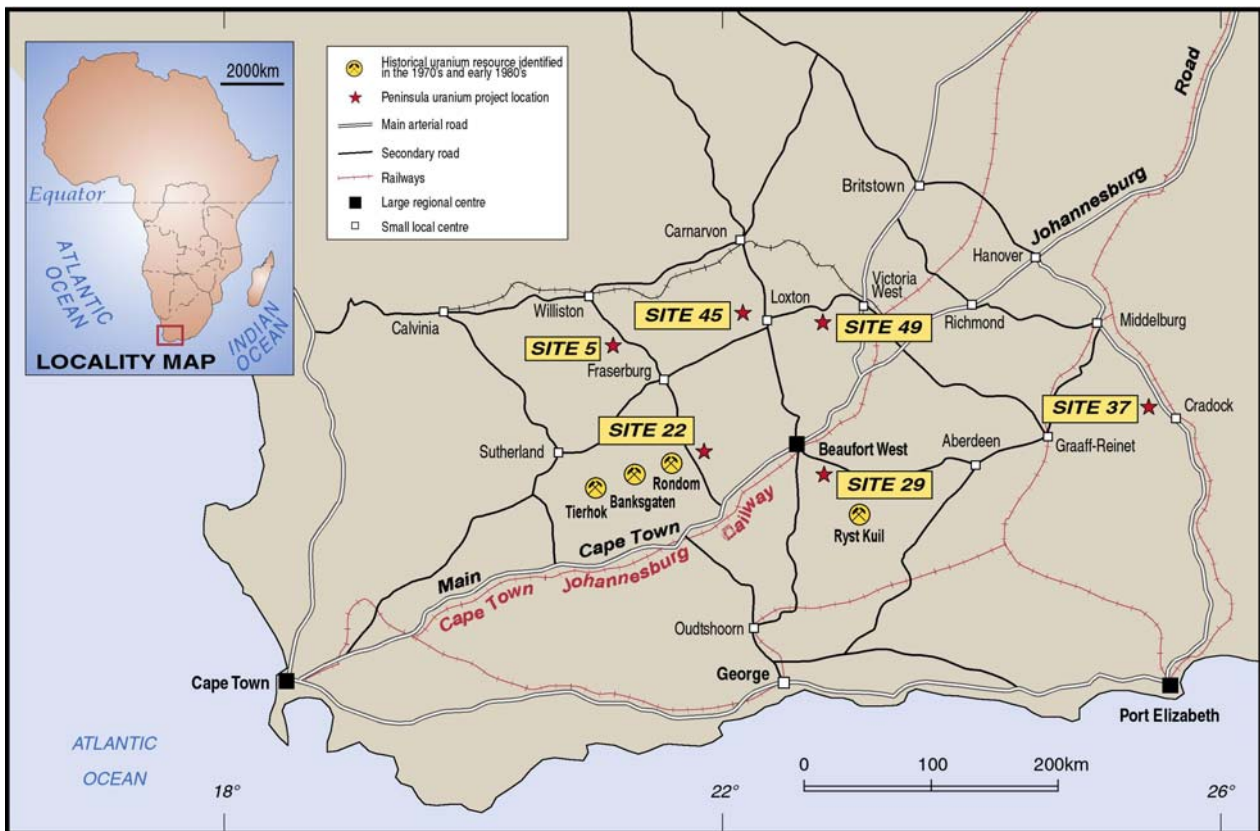 2000km
Equator
ATLANTIC
OCEAN
INDIAN
OCEAN
LOCALITY MAP
Historical uranium resource identified
in the 1970's and early 1980's
Peninsula uranium project location
Main arterial road
Secondary road
Railways
Large regional centre
Small local centre
Road
Johannesburg
Britstown
Carnarvon
Hanover
Victoria
West
Loxton
Williston
Calvinia
SITE 45
SITE 49
Richmond
Middelburg
SITE 5
Fraserburg
SITE 37
Cradock
SITE 22
Sutherland
Beaufort West
Aberdeen
Graaff-Reinet
Rondom
Banksgaten
Tierhok
SITE 29
Ryst Kuil
Railway
Cape Town
Main
Johannesburg
Cape Town
Oudtshoorn
George
Cape Town
Port Elizabeth
ATLANTIC
OCEAN
0 100 200km
18° 22° 26°